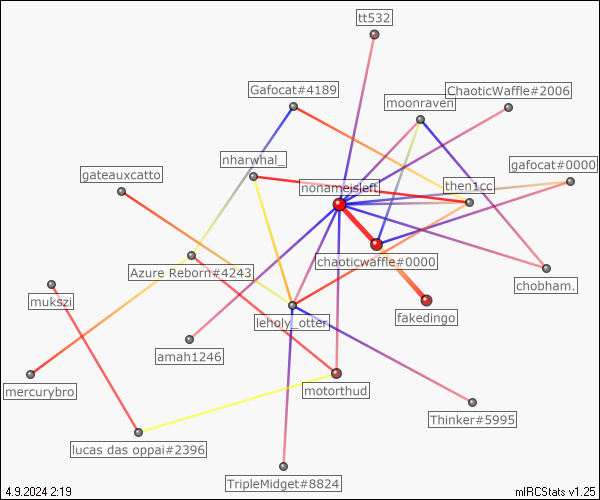 tt532
Gafocat#4189
ChaoticWaffle#2006
moonraven
nharwhal_
gafocat#0000
gateauxcatto
nonameisleft
then1cc
chaoticwaffle#0000
Azure Reborn#4243
chobham.
mukszi
fakedingo
leholy_otter
amah1246
mercurybro
motorthud
Thinker#5995
lucas das oppai#2396
TripleMidget#8824
4.9.2024 2:19
mIRCStats v1.25